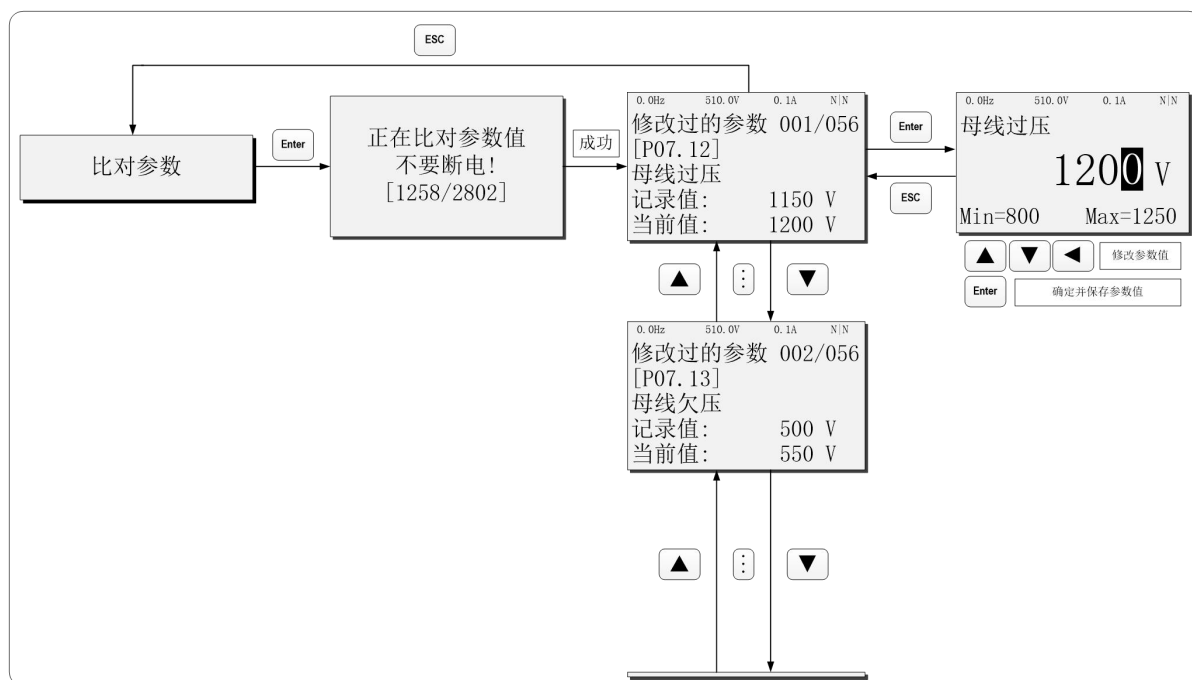 ESC
比对参数
Enter
正在比对参数值
不要断电!
[1258/2802]
成功
0.0Hz 510.0V 0.1A N|N
修改过的参数 001/056
[P07.12]
母线过压
记录值: 1150 V
当前值: 1200 V
Enter
ESC
0.0Hz 510.0V 0.1A N|N
母线过压
1200 V
Min=800 Max=1250
修改参数值
Enter 确定并保存参数值
0.0Hz 510.0V 0.1A N|N
修改过的参数 002/056
[P07.13]
母线欠压
记录值: 500 V
当前值: 550 V